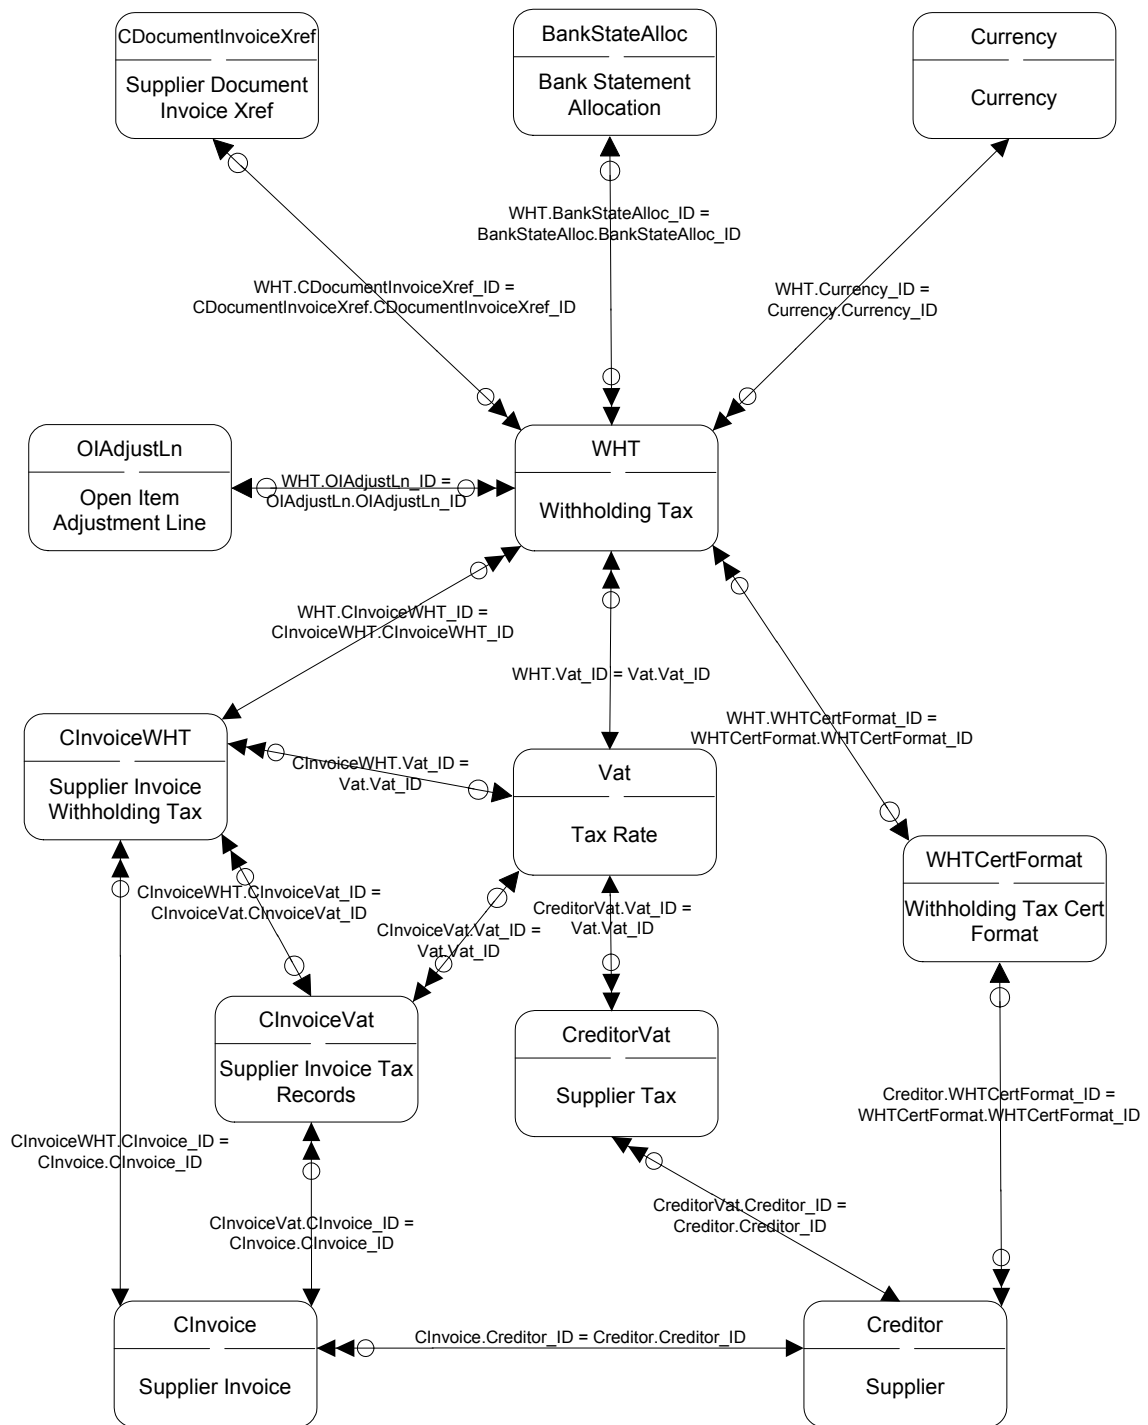 CDocumentInvoiceXref
Supplier Document
Invoice Xref
BankStateAlloc
Bank Statement
Allocation
Currency
Currency
WHT.BankStateAlloc_ID =
BankStateAlloc.BankStateAlloc_ID
WHT.CDocumentInvoiceXref_ID =
CDocumentInvoiceXref.CDocumentInvoiceXref_ID
WHT.Currency_ID =
Currency.Currency_ID
OIAdjustLn
Open Item
Adjustment Line
WHT.OIAdjustLn_ID =
OIAdjustLn.OIAdjustLn_ID
WHT
Withholding Tax
WHT.CInvoiceWHT_ID =
CInvoiceWHT.CInvoiceWHT_ID
WHT.Vat_ID = Vat.Vat_ID
WHT.WHTCertFormat_ID =
WHTCertFormat.WHTCertFormat_ID
CInvoiceWHT
Supplier Invoice
Withholding Tax
CInvoiceWHT.Vat_ID =
Vat.Vat_ID
Vat
Tax Rate
WHTCertFormat
Withholding Tax Cert
Format
CInvoiceWHT.CInvoiceVat_ID =
CInvoiceVat.CInvoiceVat_ID
CInvoiceVat.Vat_ID =
Vat.Vat_ID
CreditorVat.Vat_ID =
Vat.Vat_ID
CInvoiceVat
Supplier Invoice Tax
Records
CreditorVat
Supplier Tax
Creditor.WHTCertFormat_ID =
WHTCertFormat.WHTCertFormat_ID
CInvoiceWHT.CInvoice_ID =
CInvoice.CInvoice_ID
CInvoiceVat.CInvoice_ID =
CInvoice.CInvoice_ID
CreditorVat.Creditor_ID =
Creditor.Creditor_ID
CInvoice
Supplier Invoice
CInvoice.Creditor_ID = Creditor.Creditor_ID
Creditor
Supplier